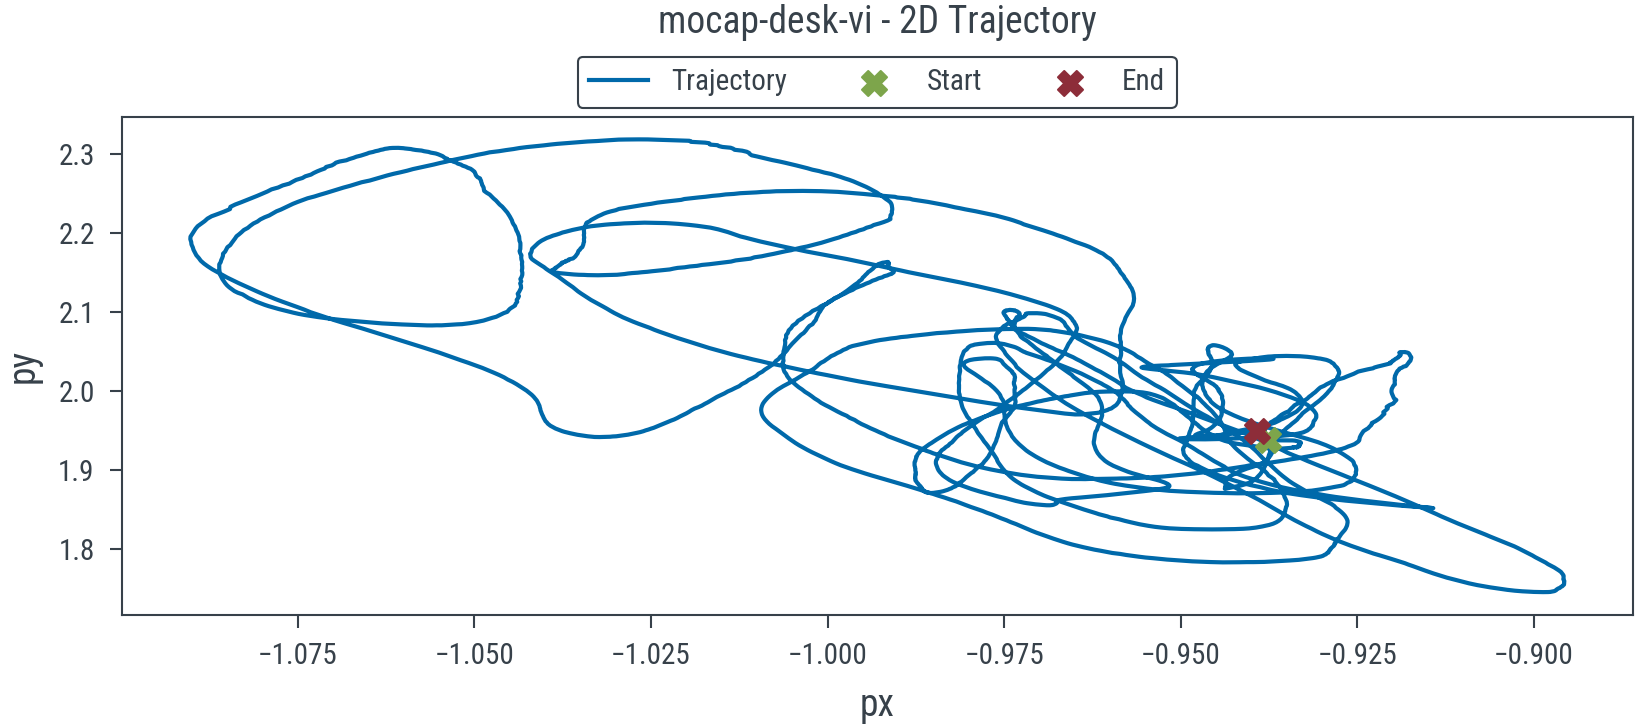 mocap-desk-vi - 2D Trajectory
Trajectory Start End
2.3
2.2
2.1
2.0
1.9
1.8
py
−1.075 −1.050 −1.025 −1.000 −0.975 −0.950 −0.925 −0.900
px